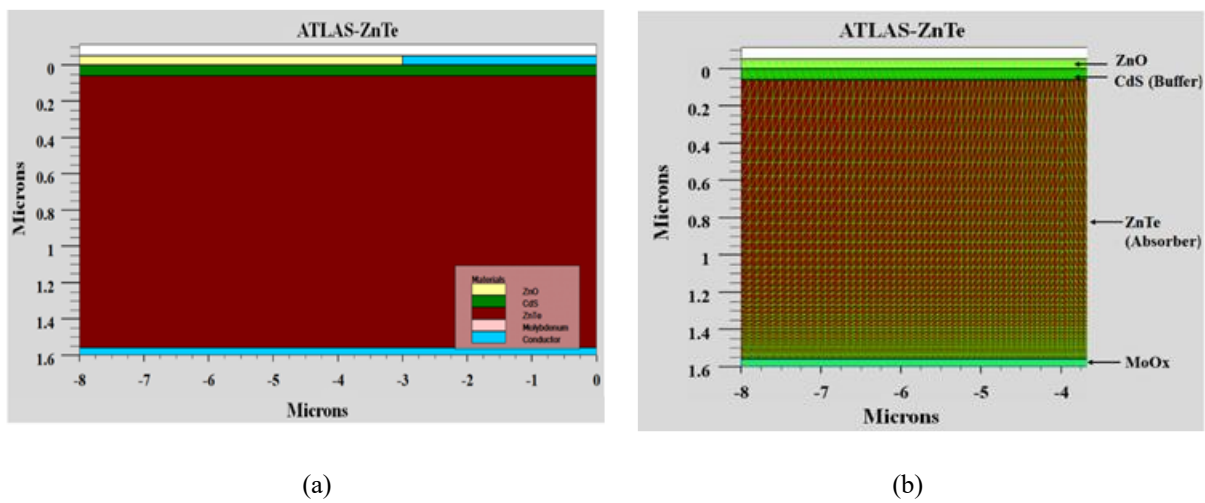 ATLAS-ZnTe
0
0.2
0.4
0.6
0.8
1
1.2
1.4
1.6
Microns
-8 -7 -6 -5 -4 -3 -2 -1 0
Microns
Materials
ZnO
CdS
ZnTe
Molybdenum
Conductor
(a)
ATLAS-ZnTe
0
0.2
0.4
0.6
0.8
1
1.2
1.4
1.6
Microns
-8 -7 -6 -5 -4
Microns
ZnO
CdS (Buffer)
ZnTe
(Absorber)
MoOx
(b)